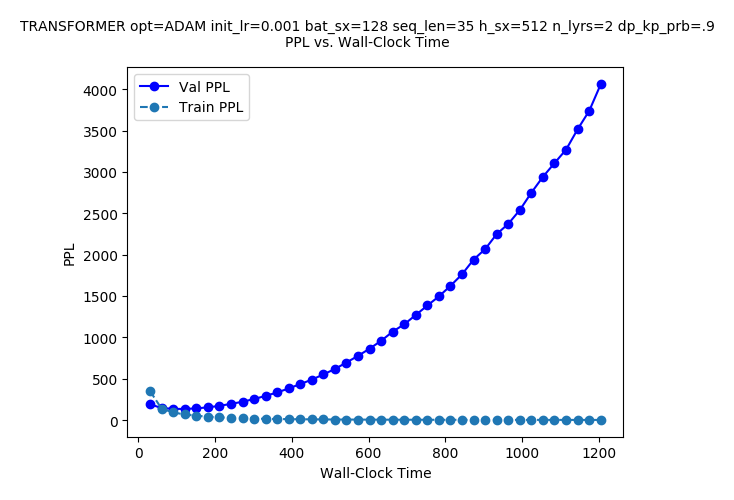 TRANSFORMER opt=ADAM init_lr=0.001 bat_sx=128 seq_len=35 h_sx=512 n_lyrs=2 dp_kp_prb=.9
PPL vs. Wall-Clock Time
Val PPL
Train PPL
4000
3500
3000
2500
2000
1500
1000
500
0
PPL
0 200 400 600 800 1000 1200
Wall-Clock Time